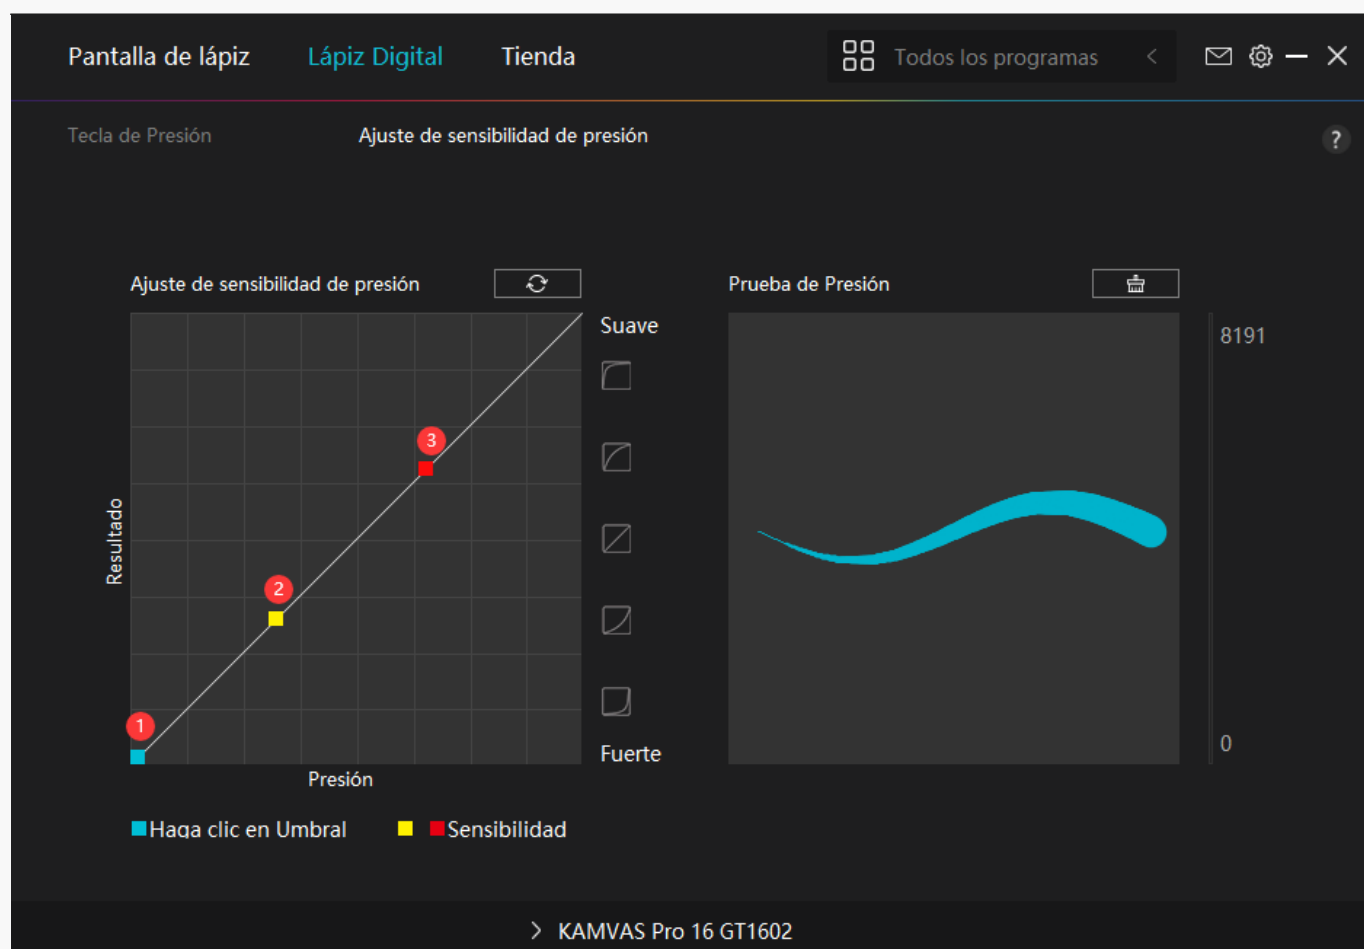 Pantalla de lápiz Lápiz Digital Tienda Todos los programas
Tecla de Presión Ajuste de sensibilidad de presión ?
Ajuste de sensibilidad de presión Prueba de Presión
Suave 8191
3
Resultado
2
1
Fuerte 0
Presión
Haga clic en Umbral Sensibilidad
KAMVAS Pro 16 GT1602